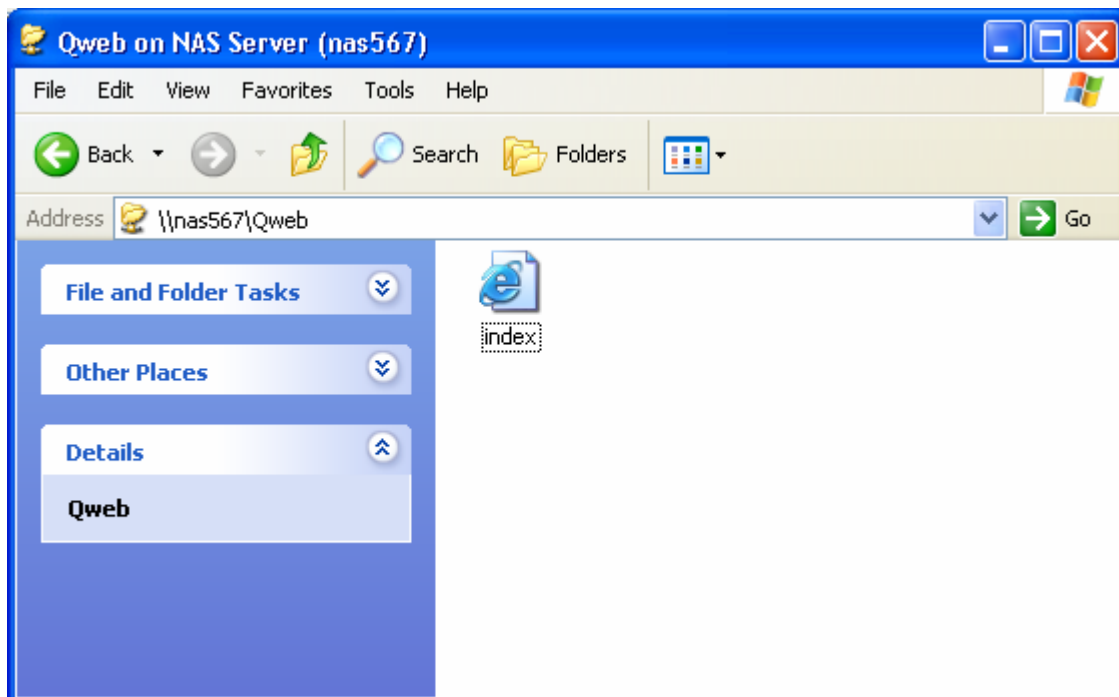 Qweb on NAS Server (nas567)
File Edit View Favorites Tools Help
Back Search Folders
Address \\nas567\Qweb Go
File and Folder Tasks
index
Other Places
Details
Qweb